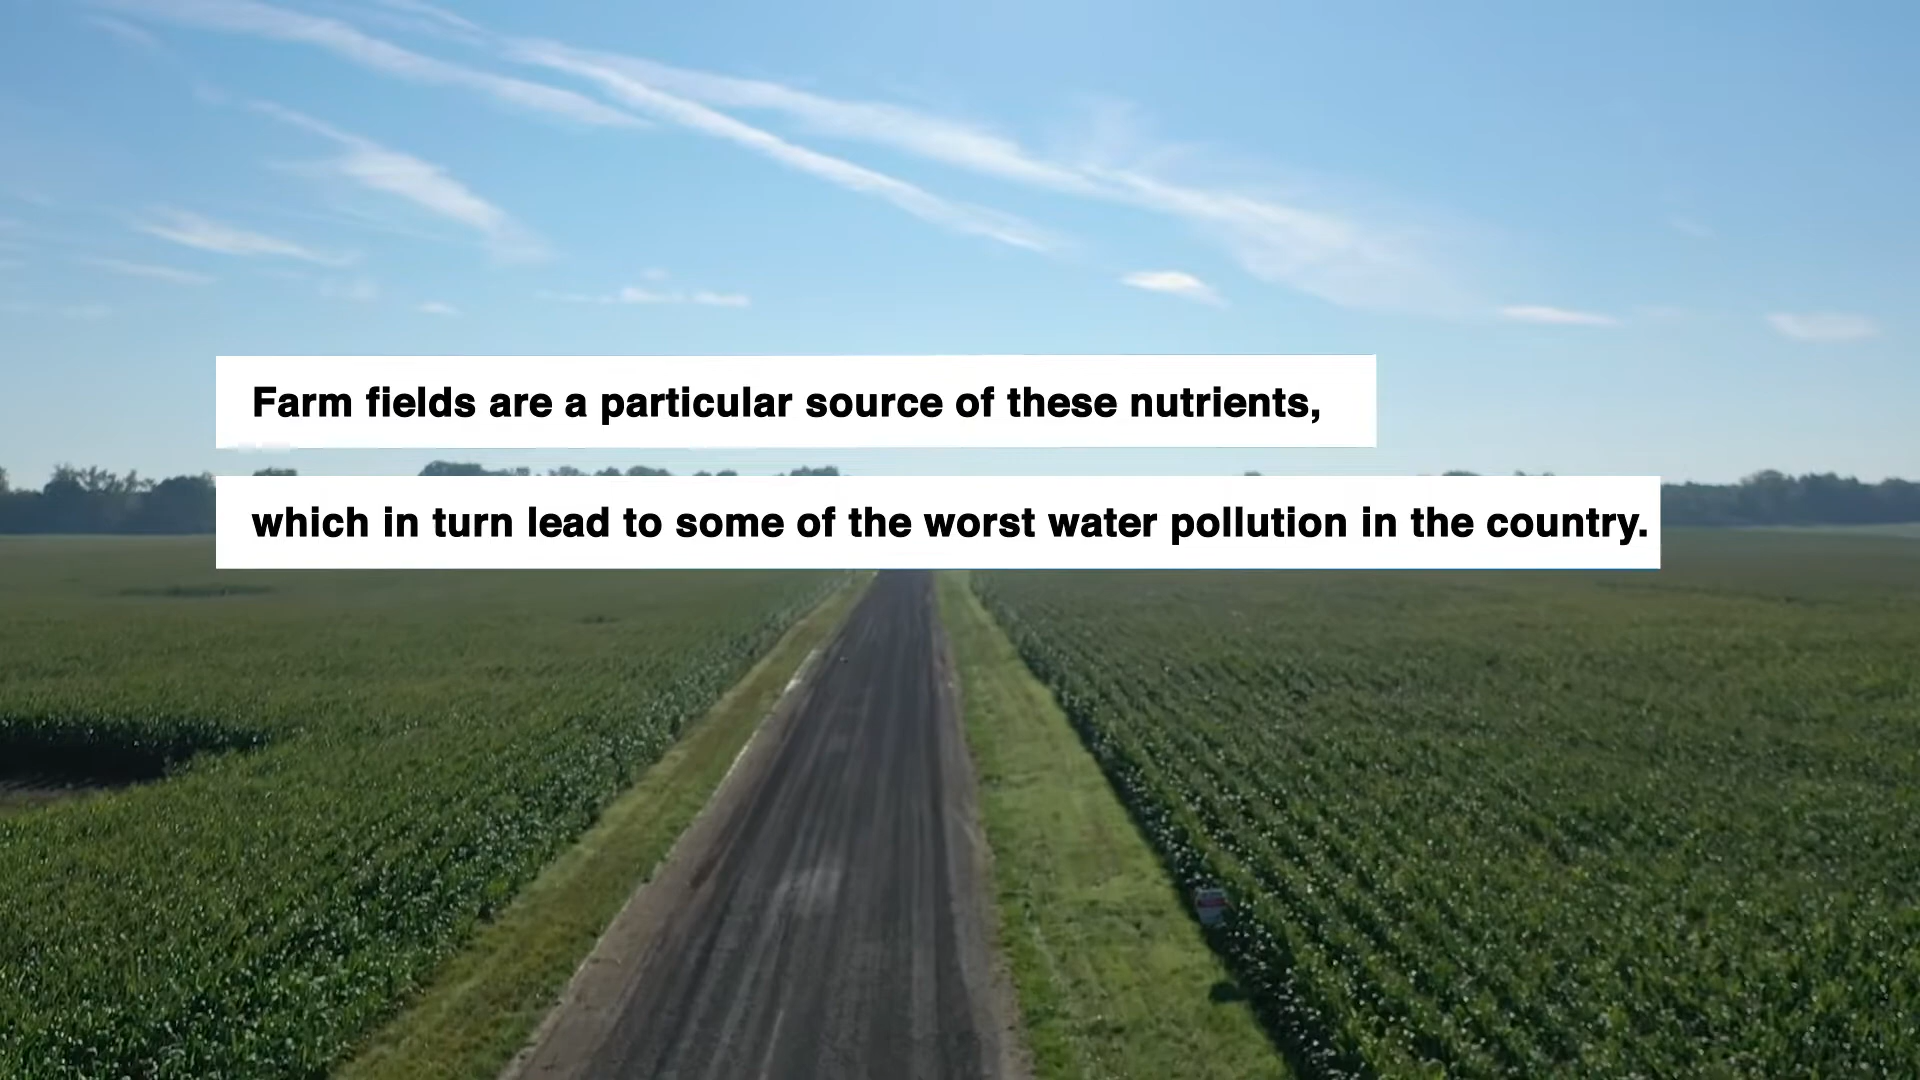 Farm fields are a particular source of these nutrients,
which in turn lead to some of the worst water pollution in the country.